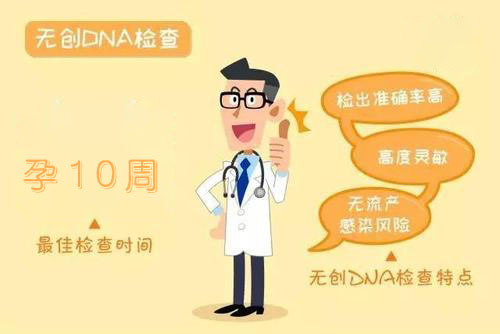 无创DNA检查
检出准确率高
高度灵敏
孕10周
无流产
感染风险
最佳检查时间
无创DNA检查特点